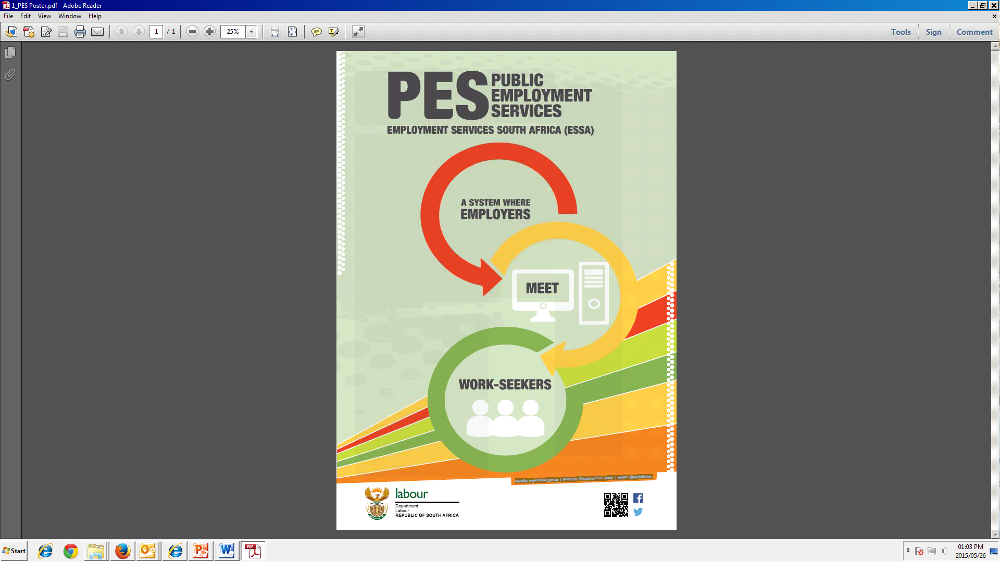 1_PES Poster.pdf - Adobe Reader
File Edit View Window Help
1 / 1 25% Tools Sign Comment
PES PUBLIC
EMPLOYMENT
SERVICES
EMPLOYMENT SERVICES SOUTH AFRICA (ESSA)
A SYSTEM WHERE
EMPLOYERS
MEET
WORK-SEEKERS
website: www.labour.gov.za | facebook: Department of Labour | twitter: @deptoflabour
labour
Department:
Labour
REPUBLIC OF SOUTH AFRICA
Start
01:03 PM
2015/05/26